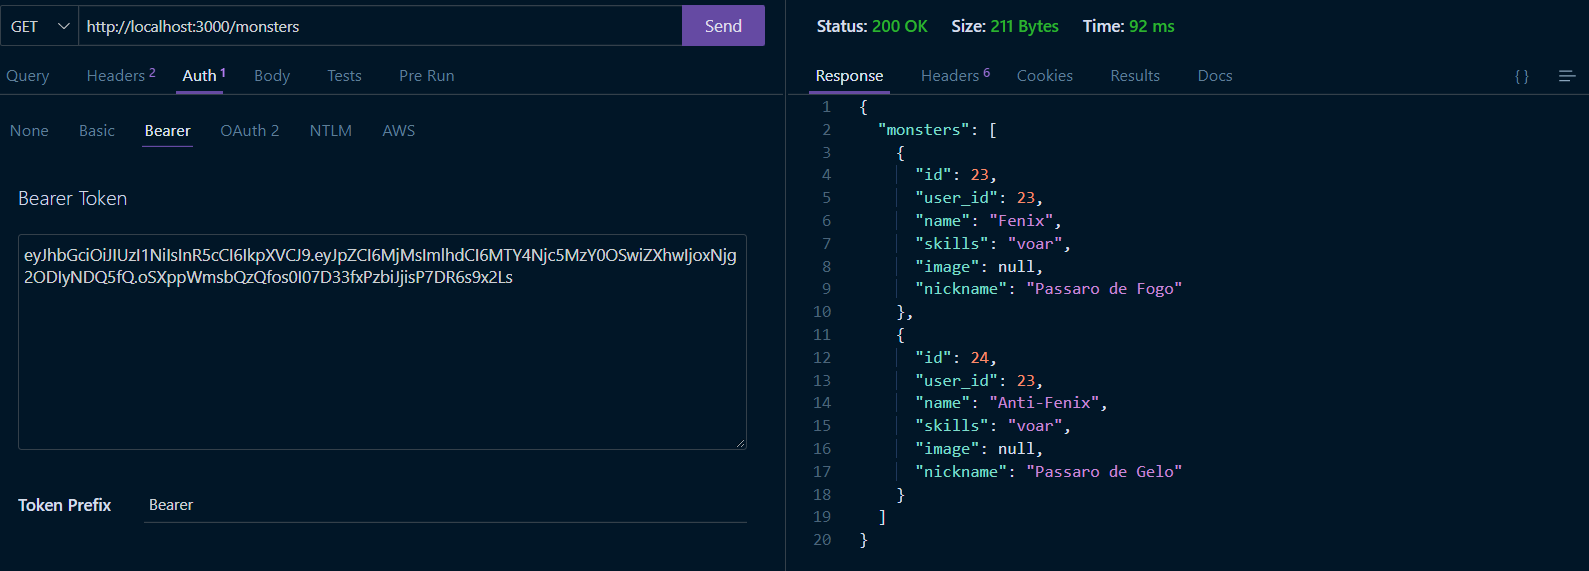 GET http://localhost:3000/monsters Send
Query Headers 2 Auth 1 Body Tests Pre Run
None Basic Bearer OAuth 2 NTLM AWS
Bearer Token
eyJhbGciOiJIUzI1NiIsInR5cCI6IkpXVCJ9.eyJpZCI6MjMsImlhdCI6MTY4Njc5MzY0OSwiZXhwIjoxNjg
2ODIyNDQ5fQ.oSXppWmsbQzQfos0I07D33fxPzbiJjisP7DR6s9x2Ls
Token Prefix Bearer
Status: 200 OK Size: 211 Bytes Time: 92 ms
Response Headers 6 Cookies Results Docs { }
1 {
2 "monsters": [
3 {
4 "id": 23,
5 "user_id": 23,
6 "name": "Fenix",
7 "skills": "voar",
8 "image": null,
9 "nickname": "Passaro de Fogo"
10 },
11 {
12 "id": 24,
13 "user_id": 23,
14 "name": "Anti-Fenix",
15 "skills": "voar",
16 "image": null,
17 "nickname": "Passaro de Gelo"
18 }
19 ]
20 }